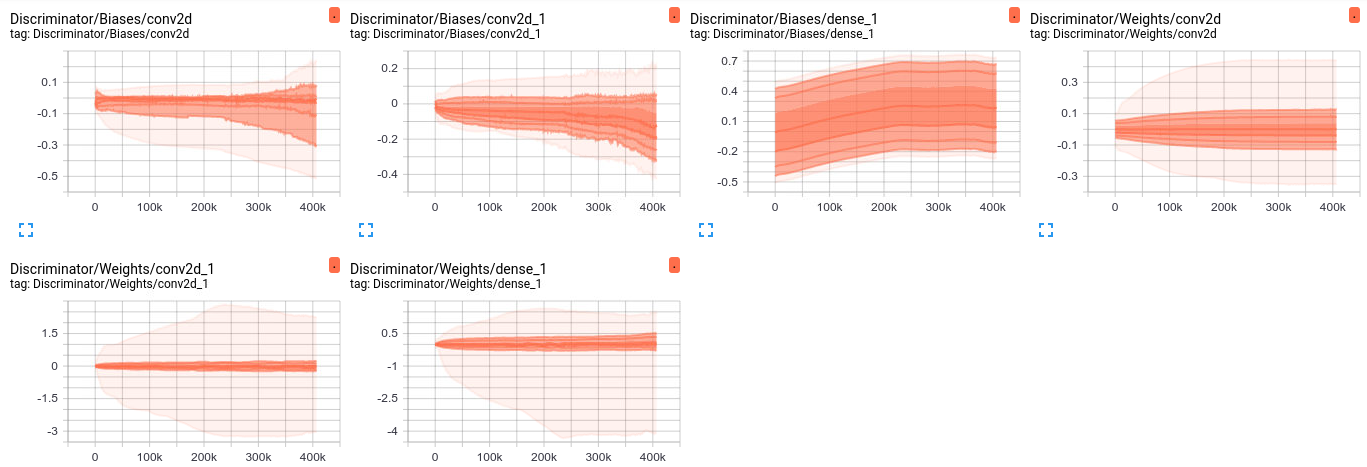 Discriminator/Biases/conv2d
tag: Discriminator/Biases/conv2d
.
0.1
-0.1
-0.3
-0.5
0 100k 200k 300k 400k
Discriminator/Biases/conv2d_1
tag: Discriminator/Biases/conv2d_1
.
0.2
0
-0.2
-0.4
0 100k 200k 300k 400k
Discriminator/Biases/dense_1
tag: Discriminator/Biases/dense_1
.
0.7
0.4
0.1
-0.2
-0.5
0 100k 200k 300k 400k
Discriminator/Weights/conv2d
tag: Discriminator/Weights/conv2d
.
0.3
0.1
-0.1
-0.3
0 100k 200k 300k 400k
Discriminator/Weights/conv2d_1
tag: Discriminator/Weights/conv2d_1
.
1.5
0
-1.5
-3
0 100k 200k 300k 400k
Discriminator/Weights/dense_1
tag: Discriminator/Weights/dense_1
.
0.5
-1
-2.5
-4
0 100k 200k 300k 400k